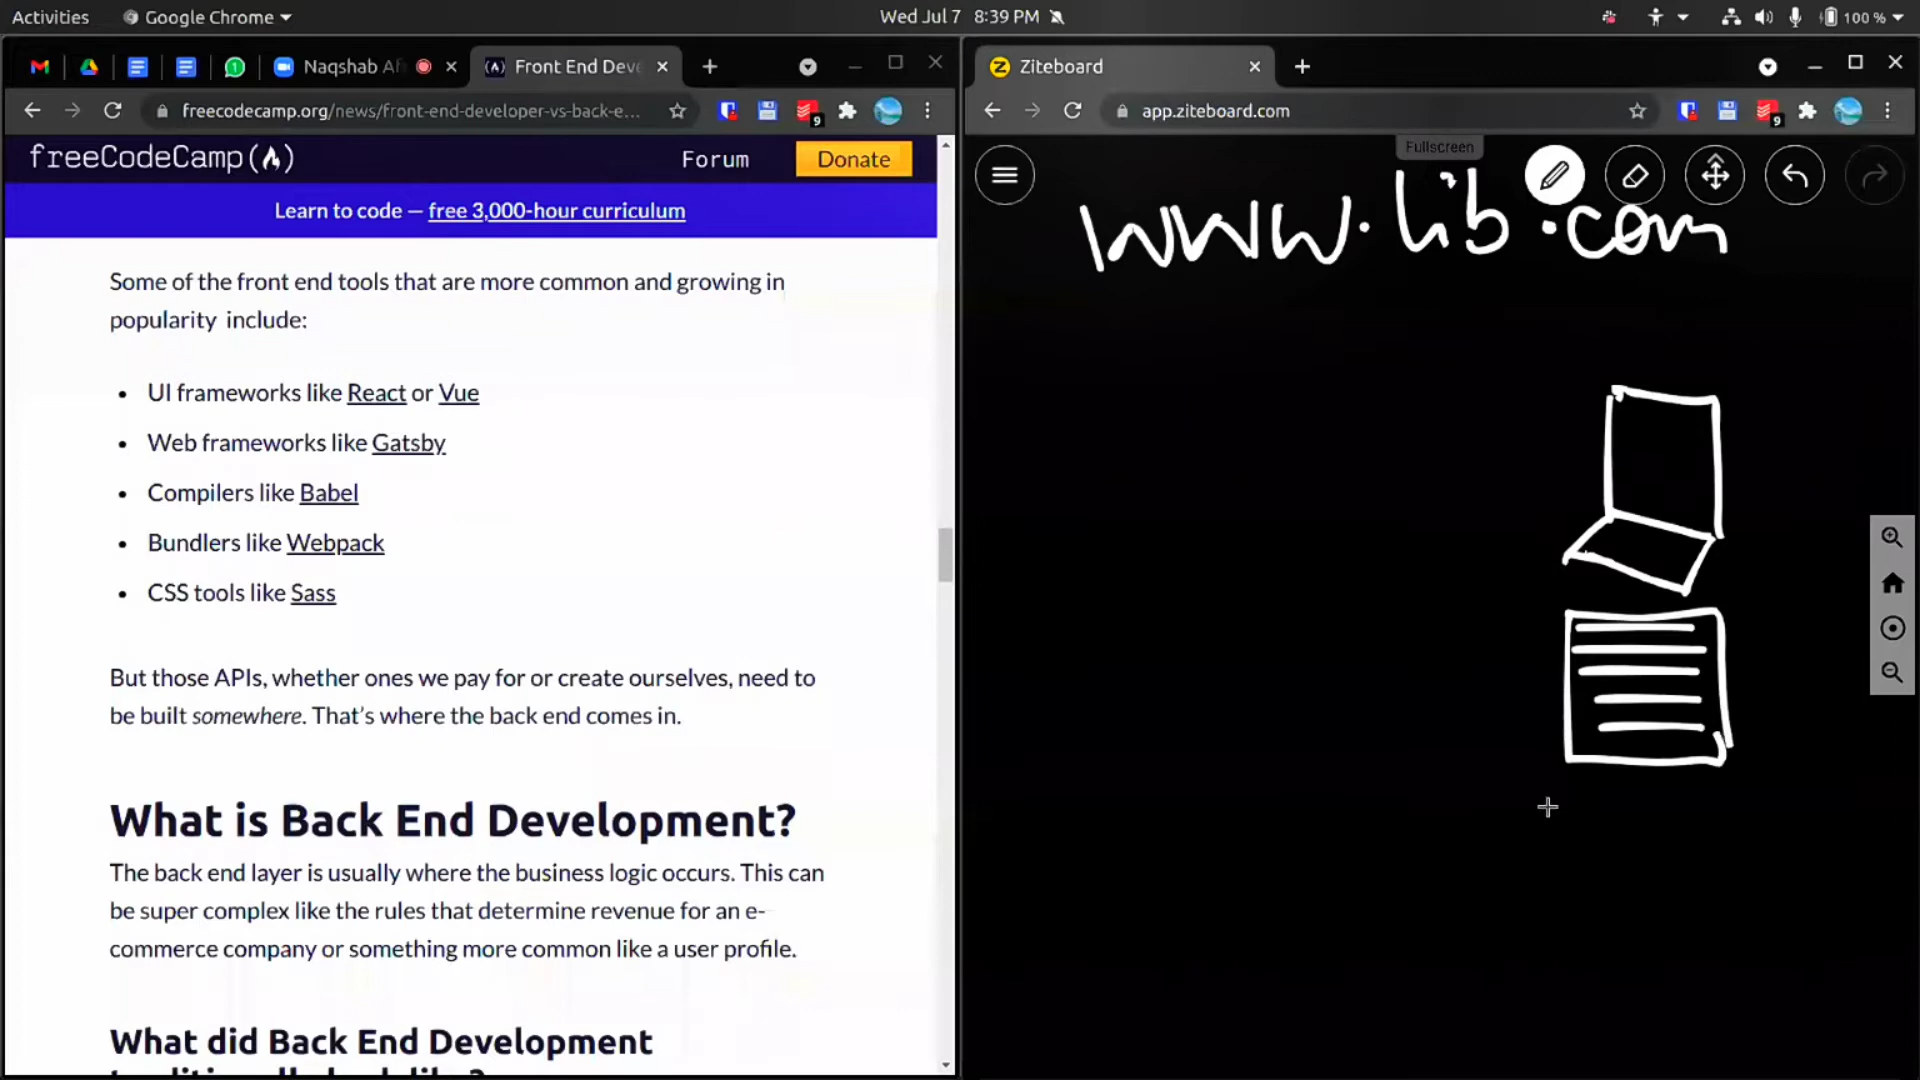 Activities
Google Chrome
Wed Jul 7 8:39 PM
100 %
Naqshab Af
Front End Deve
freecodecamp.org/news/front-end-developer-vs-back-e...
9
freeCodeCamp
Forum
Donate
Learn to code — free 3,000-hour curriculum
Some of the front end tools that are more common and growing in
popularity include:
• UI frameworks like React or Vue
• Web frameworks like Gatsby
• Compilers like Babel
• Bundlers like Webpack
• CSS tools like Sass
But those APIs, whether ones we pay for or create ourselves, need to
be built somewhere. That’s where the back end comes in.
What is Back End Development?
The back end layer is usually where the business logic occurs. This can
be super complex like the rules that determine revenue for an e-
commerce company or something more common like a user profile.
What did Back End Development
Ziteboard
app.ziteboard.com
9
Fullscreen
www.lib.com